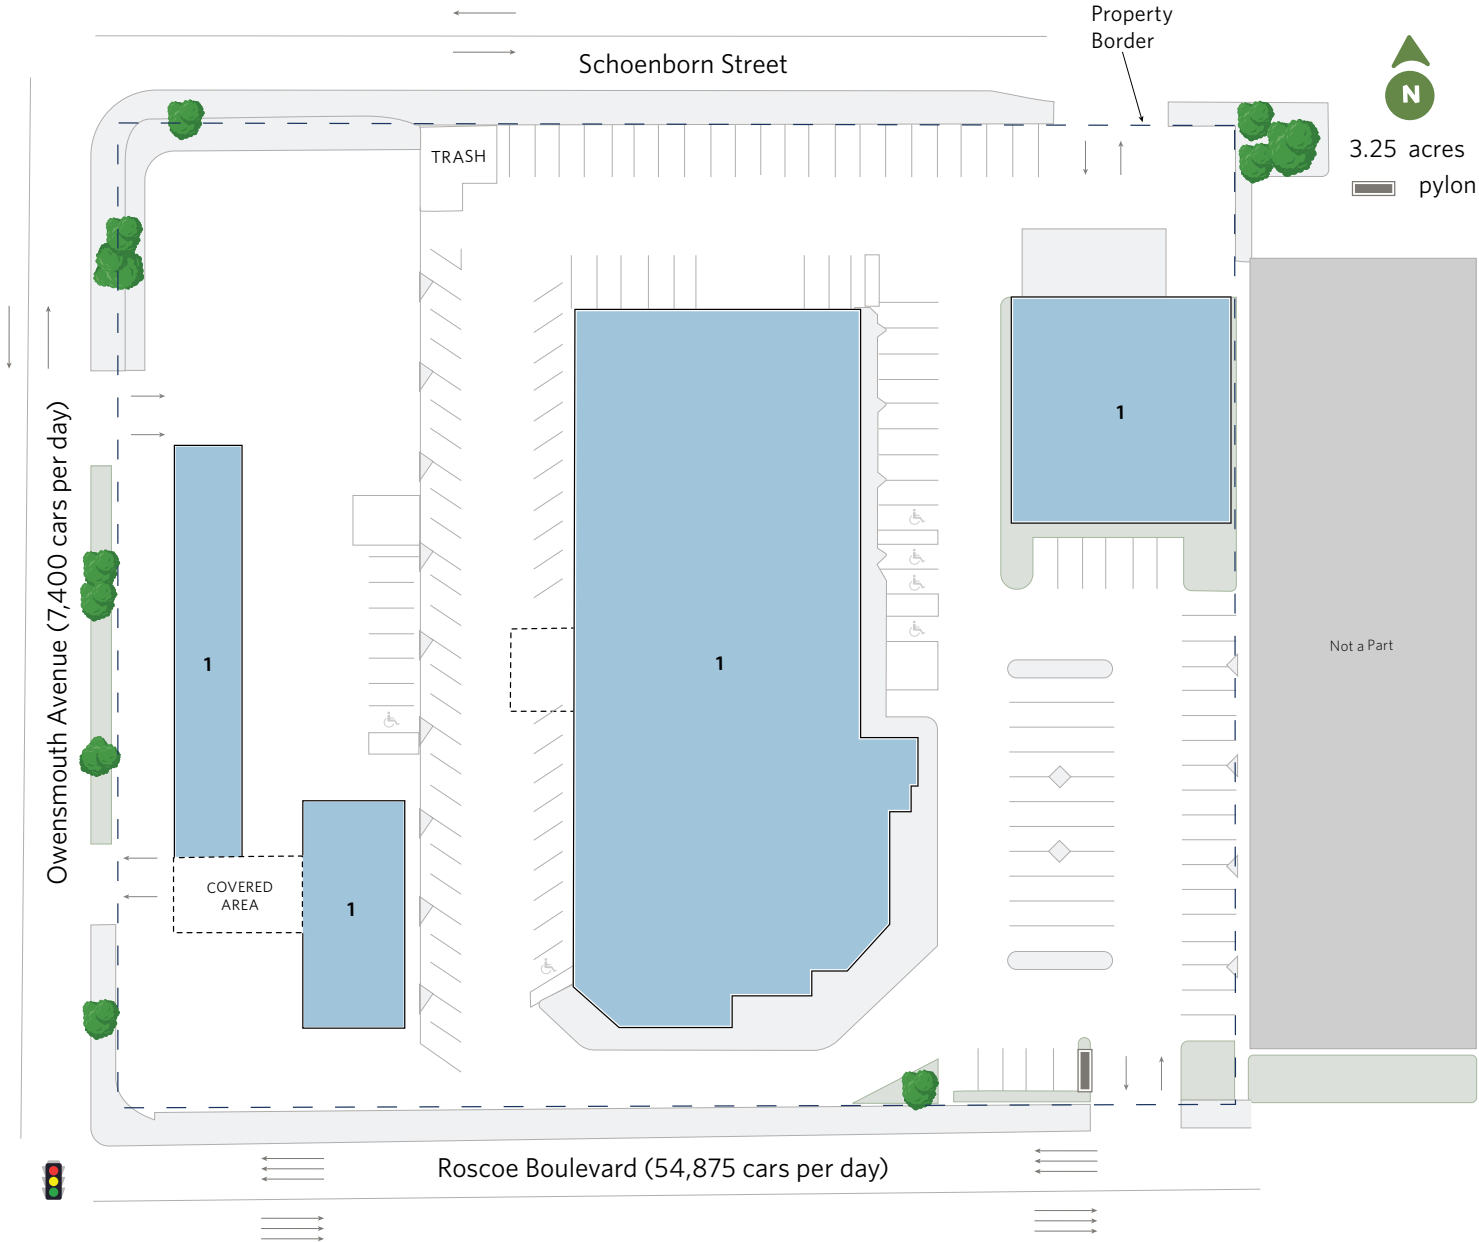 Property
Border
Schoenborn Street
N
3.25 acres
pylon
TRASH
1
Owensmouth Avenue (7,400 cars per day)
1
1
Not a Part
COVERED
AREA
1
Roscoe Boulevard (54,875 cars per day)